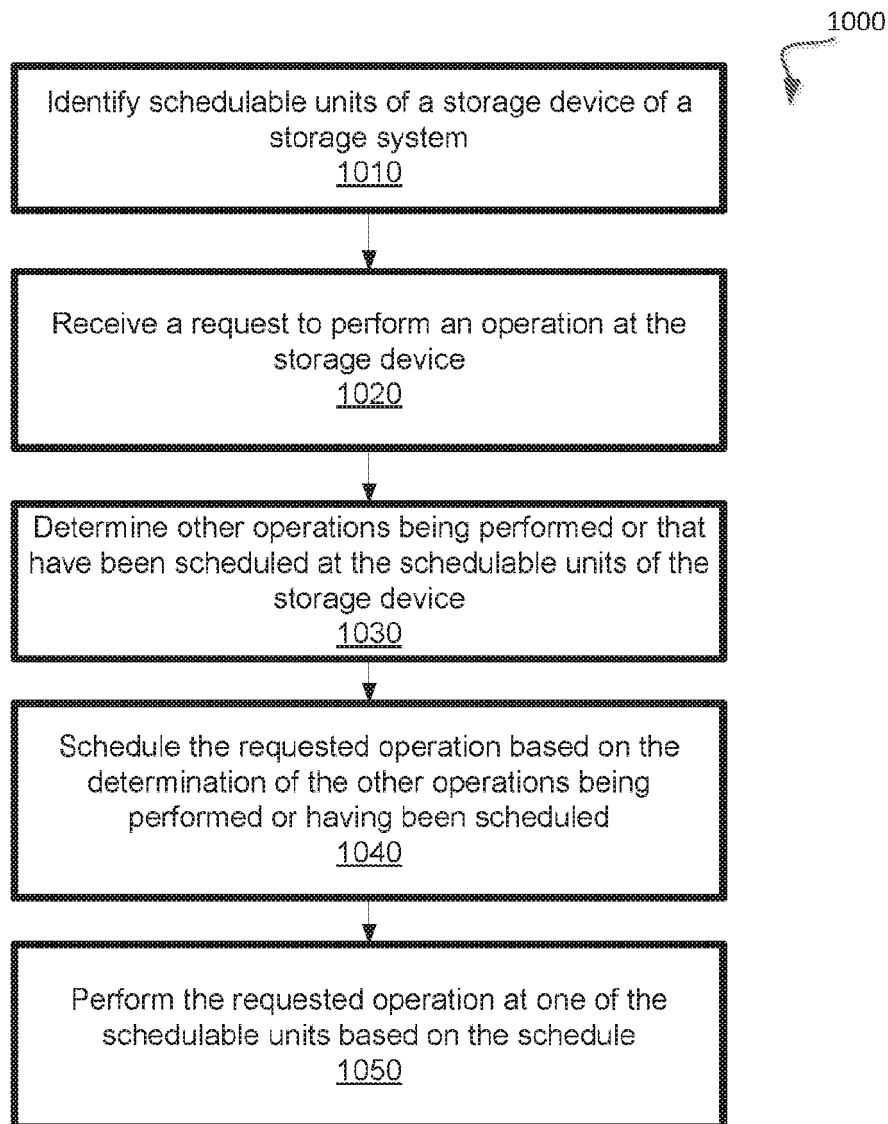 1000
Identify schedulable units of a storage device of a
storage system
1010
Receive a request to perform an operation at the
storage device
1020
Determine other operations being performed or that
have been scheduled at the schedulable units of the
storage device
1030
Schedule the requested operation based on the
determination of the other operations being
performed or having been scheduled
1040
Perform the requested operation at one of the
schedulable units based on the schedule
1050